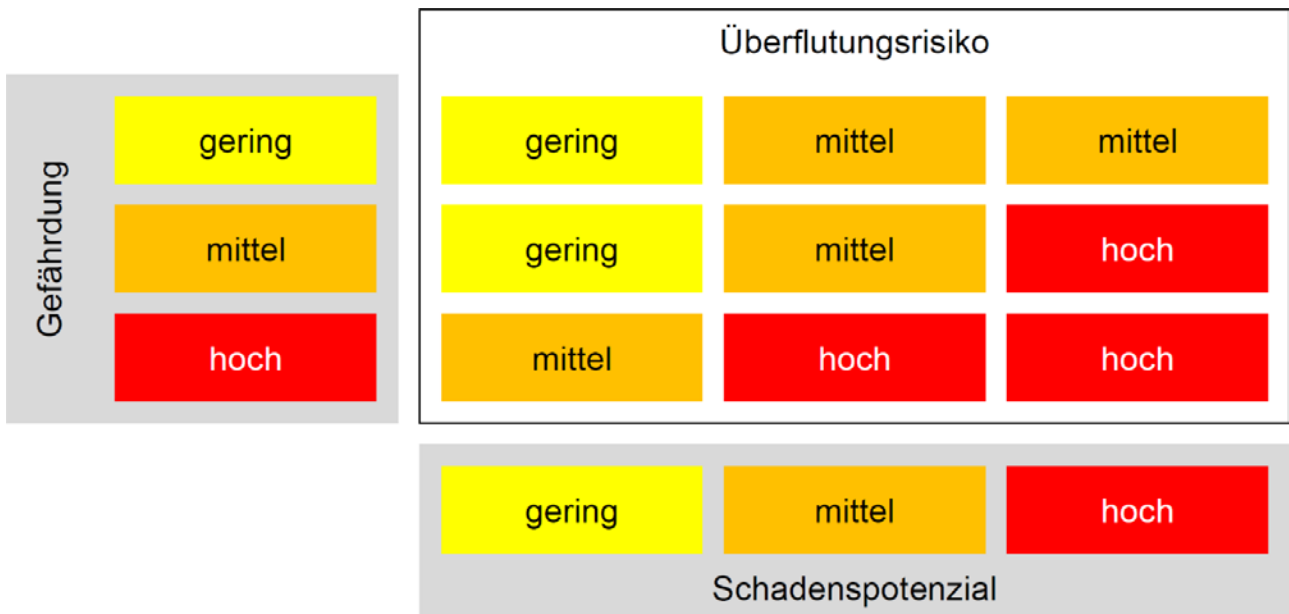 Überflutungsrisiko
Gefährdung
gering gering mittel mittel
mittel gering mittel hoch
hoch mittel hoch hoch
gering mittel hoch
Schadenspotenzial